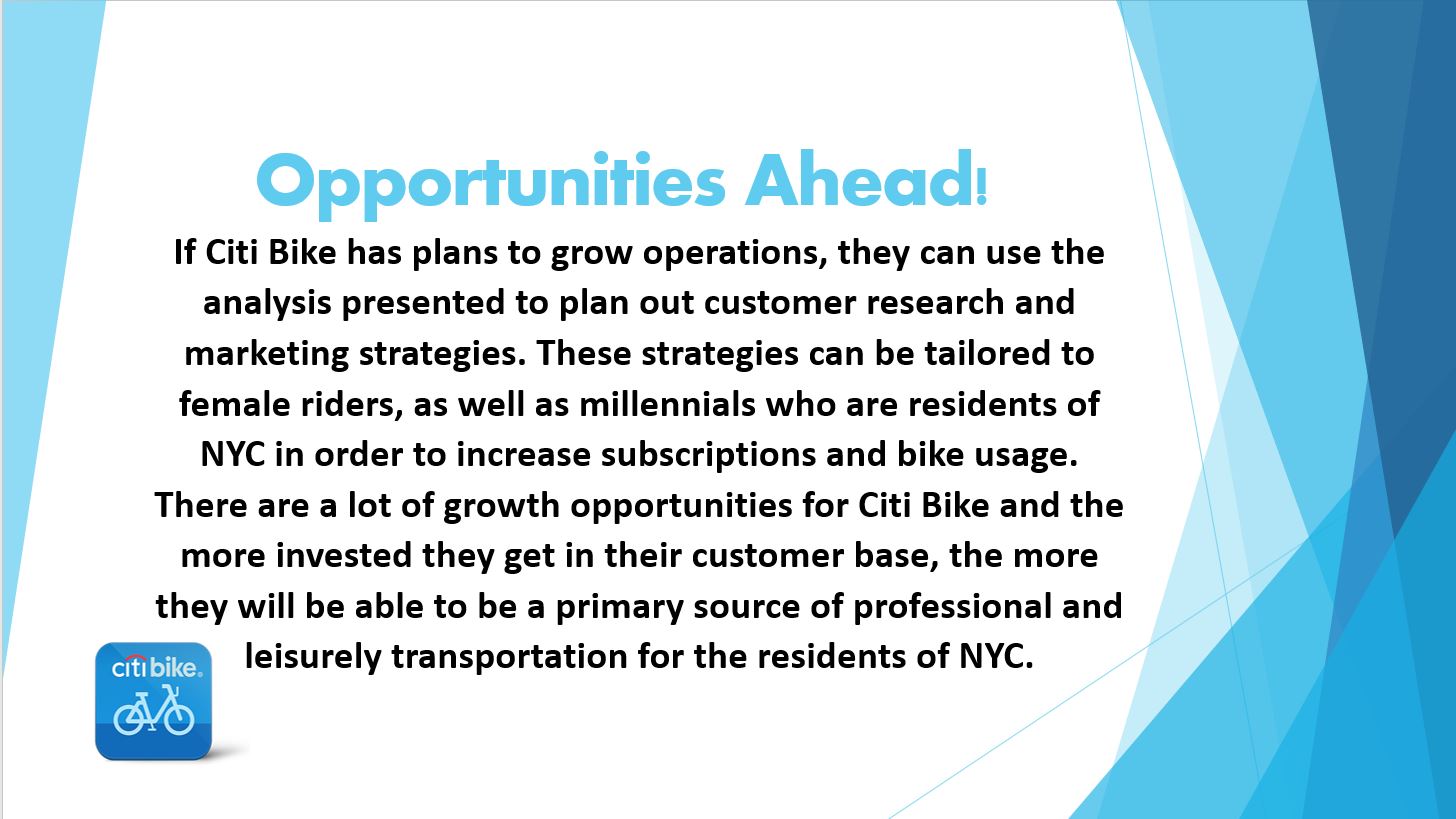 Opportunities Ahead!
If Citi Bike has plans to grow operations, they can use the
analysis presented to plan out customer research and
marketing strategies. These strategies can be tailored to
female riders, as well as millennials who are residents of
NYC in order to increase subscriptions and bike usage.
There are a lot of growth opportunities for Citi Bike and the
more invested they get in their customer base, the more
they will be able to be a primary source of professional and
leisurely transportation for the residents of NYC.
citi bike®